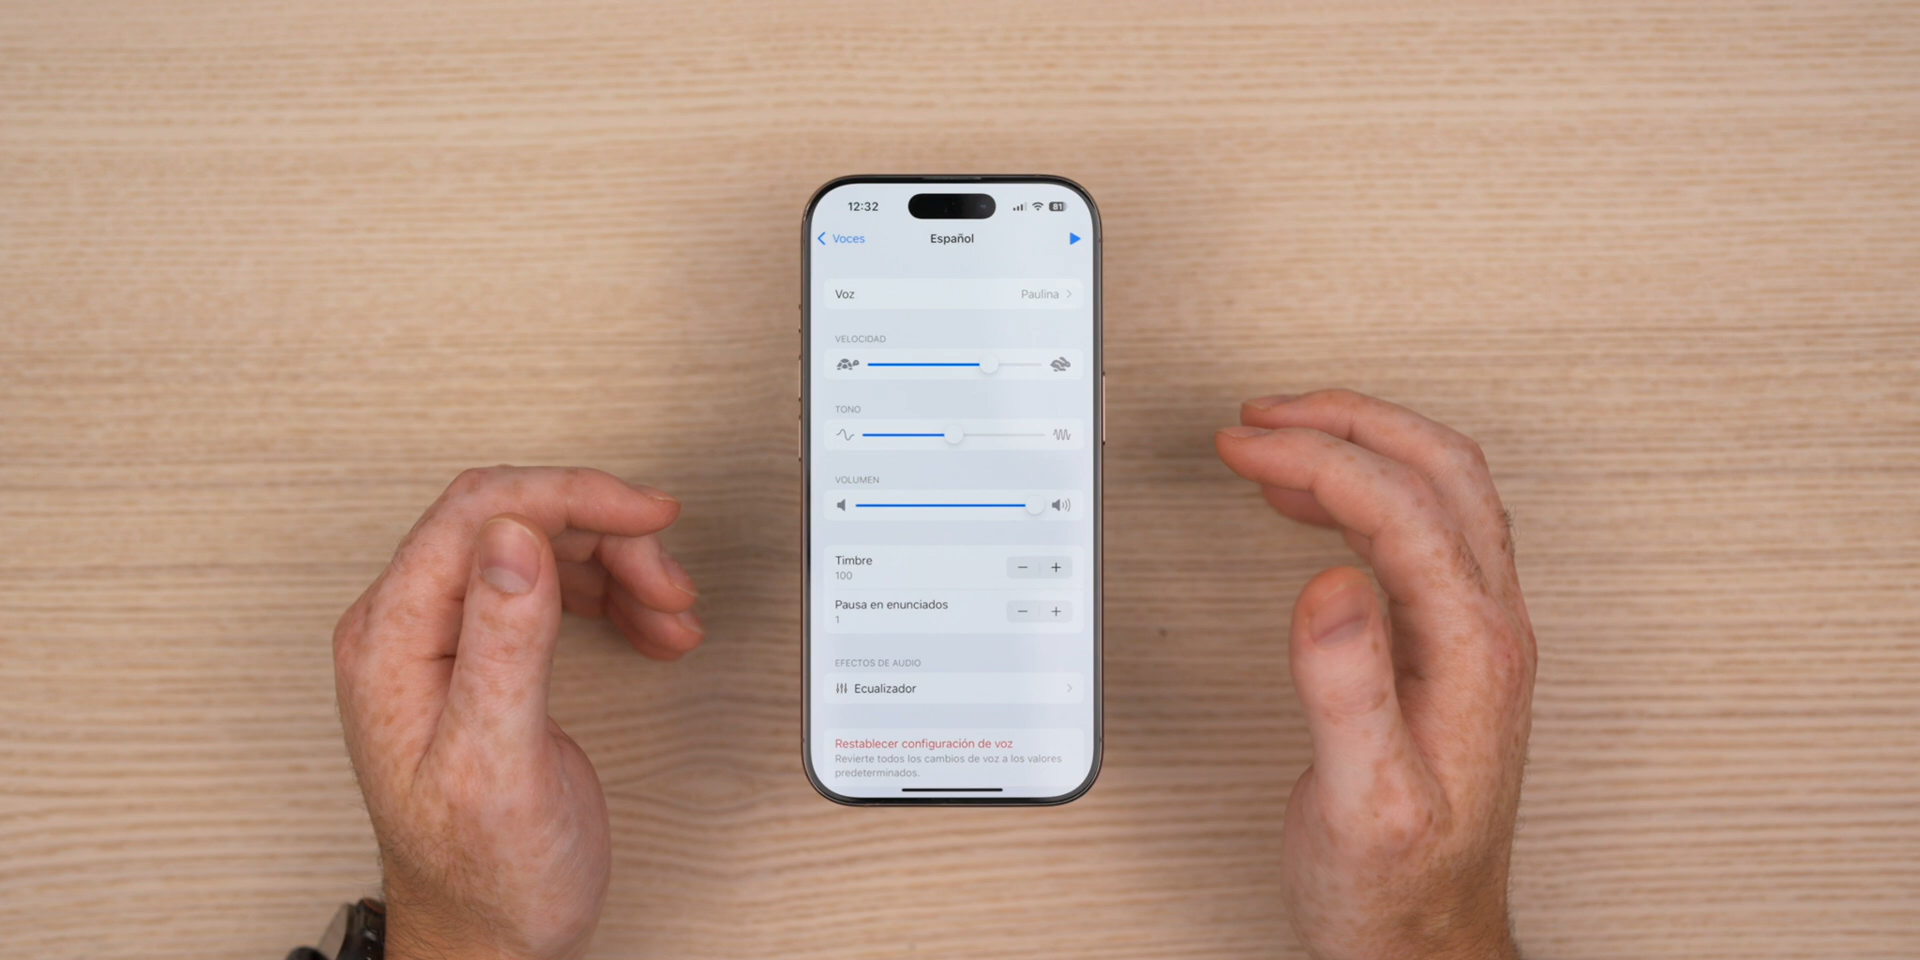 12:32
81
Voces
Español
Voz
Paulina
VELOCIDAD
TONO
VOLUMEN
Timbre
100
Pausa en enunciados
1
EFECTOS DE AUDIO
Ecualizador
Restablecer configuración de voz
Revierte todos los cambios de voz a los valores
predeterminados.